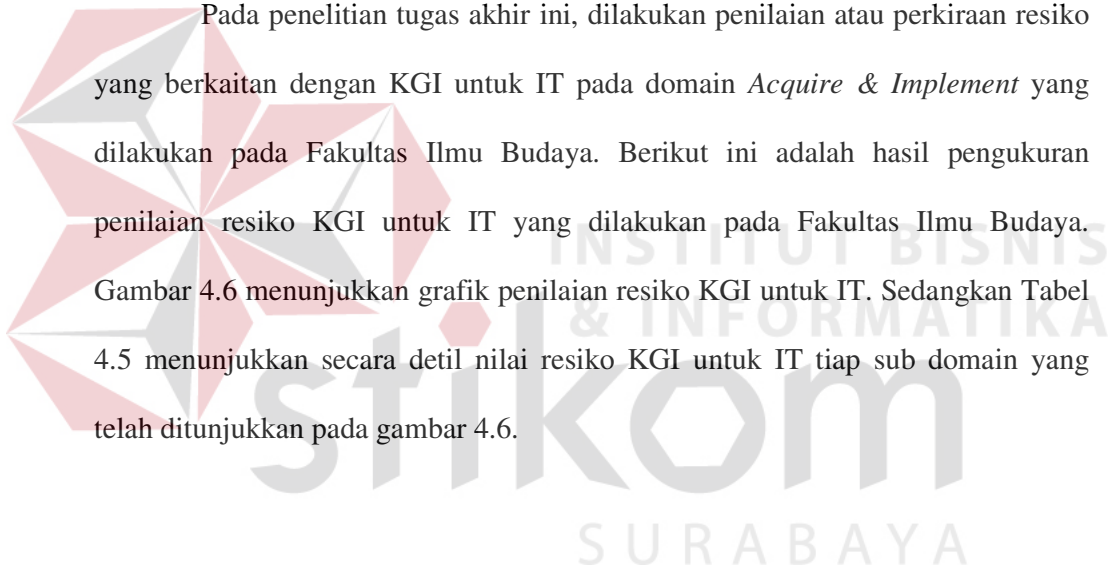 Pada penelitian tugas akhir ini, dilakukan penilaian atau perkiraan resiko
yang berkaitan dengan KGI untuk IT pada domain Acquire & Implement yang
dilakukan pada Fakultas Ilmu Budaya. Berikut ini adalah hasil pengukuran
penilaian resiko KGI untuk IT yang dilakukan pada Fakultas Ilmu Budaya.
INSTITUT BISNIS
Gambar 4.6 menunjukkan grafik penilaian resiko KGI untuk IT. Sedangkan Tabel
& INFORMATIKA
4.5 menunjukkan secara detil nilai resiko KGI untuk IT tiap sub domain yang
telah ditunjukkan pada gambar 4.6.
stikom
SURABAYA